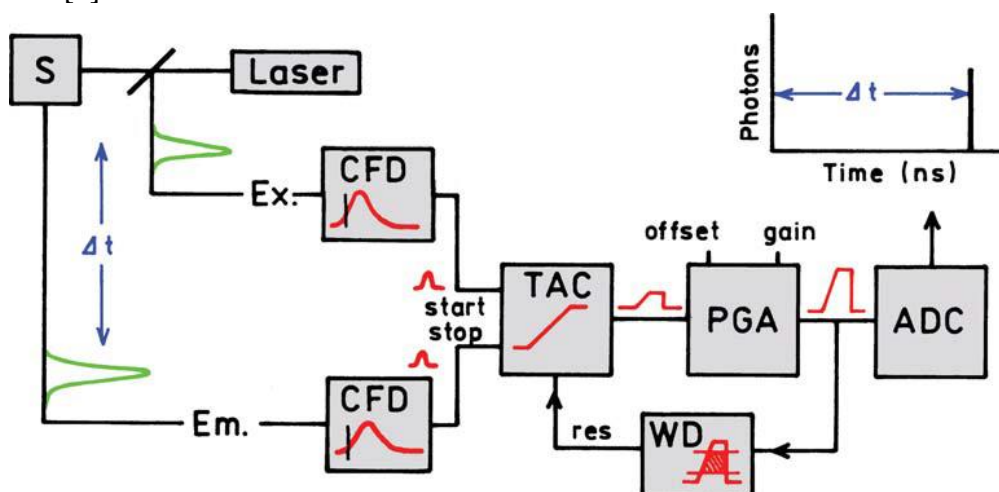 S
Laser
Δt
Photons
Time (ns)
CFD
Ex.
Δt
offset
gain
start
stop
TAC
PGA
ADC
CFD
Em.
res
WD